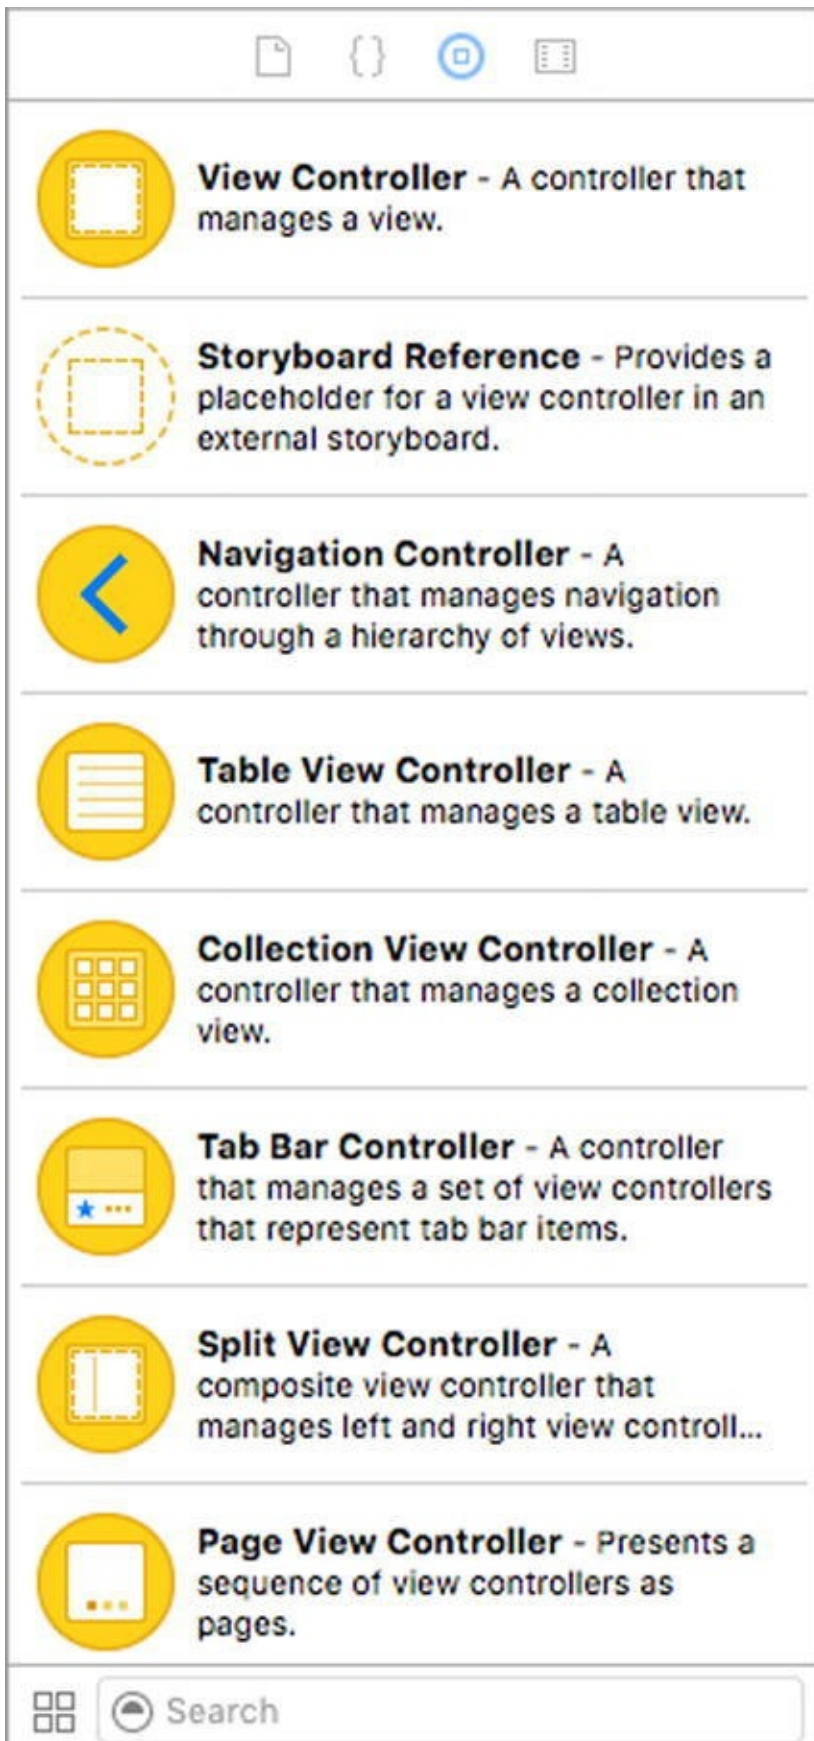 View Controller - A controller that
manages a view.
Storyboard Reference - Provides a
placeholder for a view controller in an
external storyboard.
Navigation Controller - A
controller that manages navigation
through a hierarchy of views.
Table View Controller - A
controller that manages a table view.
Collection View Controller - A
controller that manages a collection
view.
Tab Bar Controller - A controller
that manages a set of view controllers
that represent tab bar items.
Split View Controller - A
composite view controller that
manages left and right view controll...
Page View Controller - Presents a
sequence of view controllers as
pages.
Search